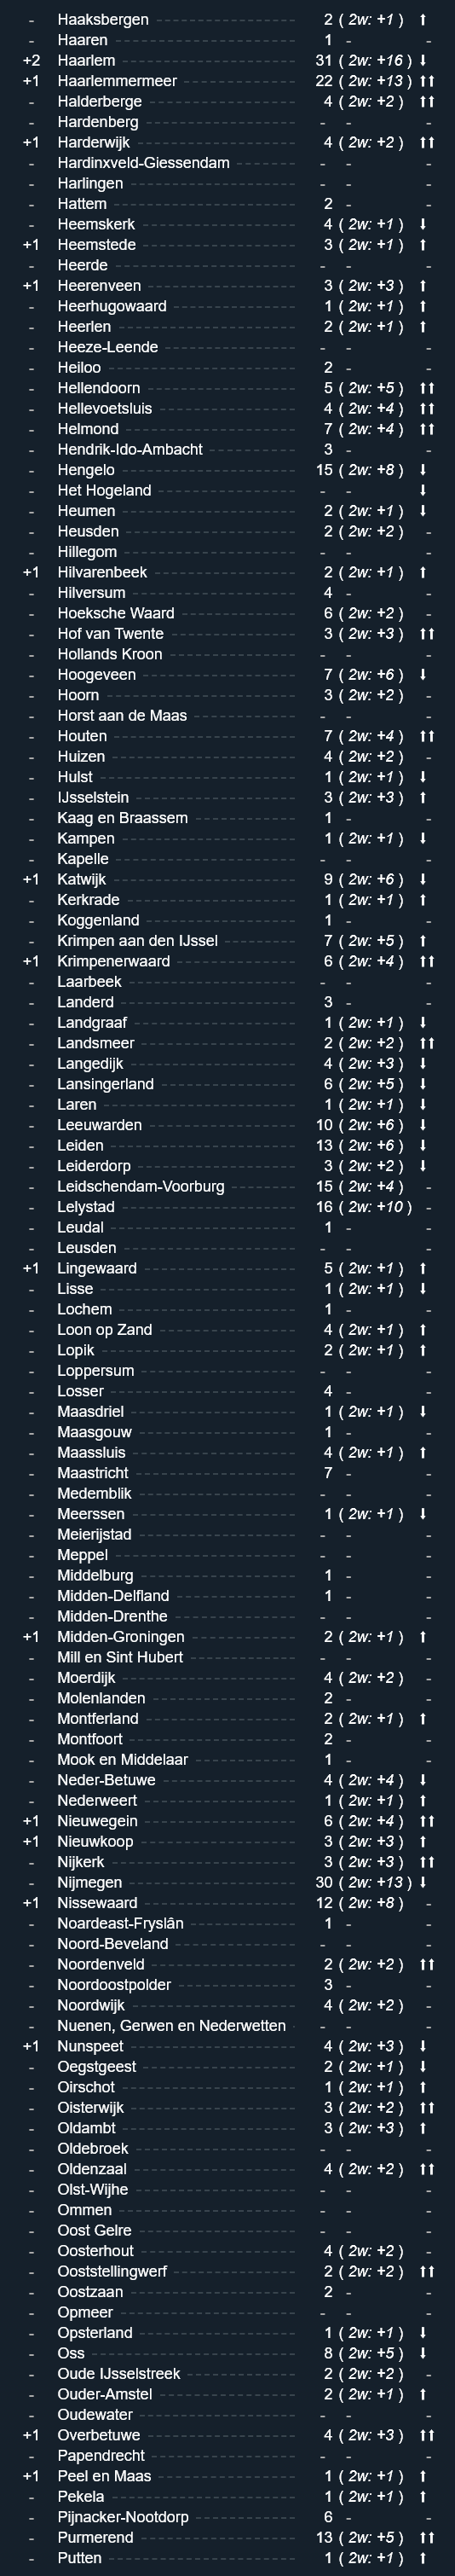 - Haaksbergen 2 ( 2w: +1 ) ⬆
- Haaren 1 - -
+2 Haarlem 31 ( 2w: +16 ) ⬇
+1 Haarlemmermeer 22 ( 2w: +13 ) ⬆⬆
- Halderberge 4 ( 2w: +2 ) ⬆⬆
- Hardenberg - - -
+1 Harderwijk 4 ( 2w: +2 ) ⬆⬆
- Hardinxveld-Giessendam - - -
- Harlingen - - -
- Hattem 2 - -
- Heemskerk 4 ( 2w: +1 ) ⬇
+1 Heemstede 3 ( 2w: +1 ) ⬆
- Heerde - - -
+1 Heerenveen 3 ( 2w: +3 ) ⬆
- Heerhugowaard 1 ( 2w: +1 ) ⬆
- Heerlen 2 ( 2w: +1 ) ⬆
- Heeze-Leende - - -
- Heiloo 2 - -
- Hellendoorn 5 ( 2w: +5 ) ⬆⬆
- Hellevoetsluis 4 ( 2w: +4 ) ⬆⬆
- Helmond 7 ( 2w: +4 ) ⬆⬆
- Hendrik-Ido-Ambacht 3 - -
- Hengelo 15 ( 2w: +8 ) ⬇
- Het Hogeland - - ⬇
- Heumen 2 ( 2w: +1 ) ⬇
- Heusden 2 ( 2w: +2 ) -
- Hillegom - - -
+1 Hilvarenbeek 2 ( 2w: +1 ) ⬆
- Hilversum 4 - -
- Hoeksche Waard 6 ( 2w: +2 ) -
- Hof van Twente 3 ( 2w: +3 ) ⬆⬆
- Hollands Kroon - - -
- Hoogeveen 7 ( 2w: +6 ) ⬇
- Hoorn 3 ( 2w: +2 ) -
- Horst aan de Maas - - -
- Houten 7 ( 2w: +4 ) ⬆⬆
- Huizen 4 ( 2w: +2 ) -
- Hulst 1 ( 2w: +1 ) ⬇
- IJsselstein 3 ( 2w: +3 ) ⬆
- Kaag en Braassem 1 - -
- Kampen 1 ( 2w: +1 ) ⬇
- Kapelle - - -
+1 Katwijk 9 ( 2w: +6 ) ⬇
- Kerkrade 1 ( 2w: +1 ) ⬆
- Koggenland 1 - -
- Krimpen aan den IJssel 7 ( 2w: +5 ) ⬆
+1 Krimpenerwaard 6 ( 2w: +4 ) ⬆⬆
- Laarbeek - - -
- Landerd 3 - -
- Landgraaf 1 ( 2w: +1 ) ⬇
- Landsmeer 2 ( 2w: +2 ) ⬆⬆
- Langedijk 4 ( 2w: +3 ) ⬇
- Lansingerland 6 ( 2w: +5 ) ⬇
- Laren 1 ( 2w: +1 ) ⬇
- Leeuwarden 10 ( 2w: +6 ) ⬇
- Leiden 13 ( 2w: +6 ) ⬇
- Leiderdorp 3 ( 2w: +2 ) ⬇
- Leidschendam-Voorburg 15 ( 2w: +4 ) -
- Lelystad 16 ( 2w: +10 ) -
- Leudal 1 - -
- Leusden - - -
+1 Lingewaard 5 ( 2w: +1 ) ⬆
- Lisse 1 ( 2w: +1 ) ⬇
- Lochem 1 - -
- Loon op Zand 4 ( 2w: +1 ) ⬆
- Lopik 2 ( 2w: +1 ) ⬆
- Loppersum - - -
- Losser 4 - -
- Maasdriel 1 ( 2w: +1 ) ⬇
- Maasgouw 1 - -
- Maassluis 4 ( 2w: +1 ) ⬆
- Maastricht 7 - -
- Medemblik - - -
- Meerssen 1 ( 2w: +1 ) ⬇
- Meierijstad - - -
- Meppel - - -
- Middelburg 1 - -
- Midden-Delfland 1 - -
- Midden-Drenthe - - -
+1 Midden-Groningen 2 ( 2w: +1 ) ⬆
- Mill en Sint Hubert - - -
- Moerdijk 4 ( 2w: +2 ) -
- Molenlanden 2 - -
- Montferland 2 ( 2w: +1 ) ⬆
- Montfoort 2 - -
- Mook en Middelaar 1 - -
- Neder-Betuwe 4 ( 2w: +4 ) ⬇
- Nederweert 1 ( 2w: +1 ) ⬆
+1 Nieuwegein 6 ( 2w: +4 ) ⬆⬆
+1 Nieuwkoop 3 ( 2w: +3 ) ⬆
- Nijkerk 3 ( 2w: +3 ) ⬆⬆
- Nijmegen 30 ( 2w: +13 ) ⬇
+1 Nissewaard 12 ( 2w: +8 ) -
- Noardeast-Fryslân 1 - -
- Noord-Beveland - - -
- Noordenveld 2 ( 2w: +2 ) ⬆⬆
- Noordoostpolder 3 - -
- Noordwijk 4 ( 2w: +2 ) -
- Nuenen, Gerwen en Nederwetten - - -
+1 Nunspeet 4 ( 2w: +3 ) ⬇
- Oegstgeest 2 ( 2w: +1 ) ⬇
- Oirschot 1 ( 2w: +1 ) ⬆
- Oisterwijk 3 ( 2w: +2 ) ⬆⬆
- Oldambt 3 ( 2w: +3 ) ⬆
- Oldebroek - - -
- Oldenzaal 4 ( 2w: +2 ) ⬆⬆
- Olst-Wijhe - - -
- Ommen - - -
- Oost Gelre - - -
- Oosterhout 4 ( 2w: +2 ) -
- Ooststellingwerf 2 ( 2w: +2 ) ⬆⬆
- Oostzaan 2 - -
- Opmeer - - -
- Opsterland 1 ( 2w: +1 ) ⬇
- Oss 8 ( 2w: +5 ) ⬇
- Oude IJsselstreek 2 ( 2w: +2 ) -
- Ouder-Amstel 2 ( 2w: +1 ) ⬆
- Oudewater - - -
+1 Overbetuwe 4 ( 2w: +3 ) ⬆⬆
- Papendrecht - - -
+1 Peel en Maas 1 ( 2w: +1 ) ⬆
- Pekela 1 ( 2w: +1 ) ⬆
- Pijnacker-Nootdorp 6 - -
- Purmerend 13 ( 2w: +5 ) ⬆⬆
- Putten 1 ( 2w: +1 ) ⬆